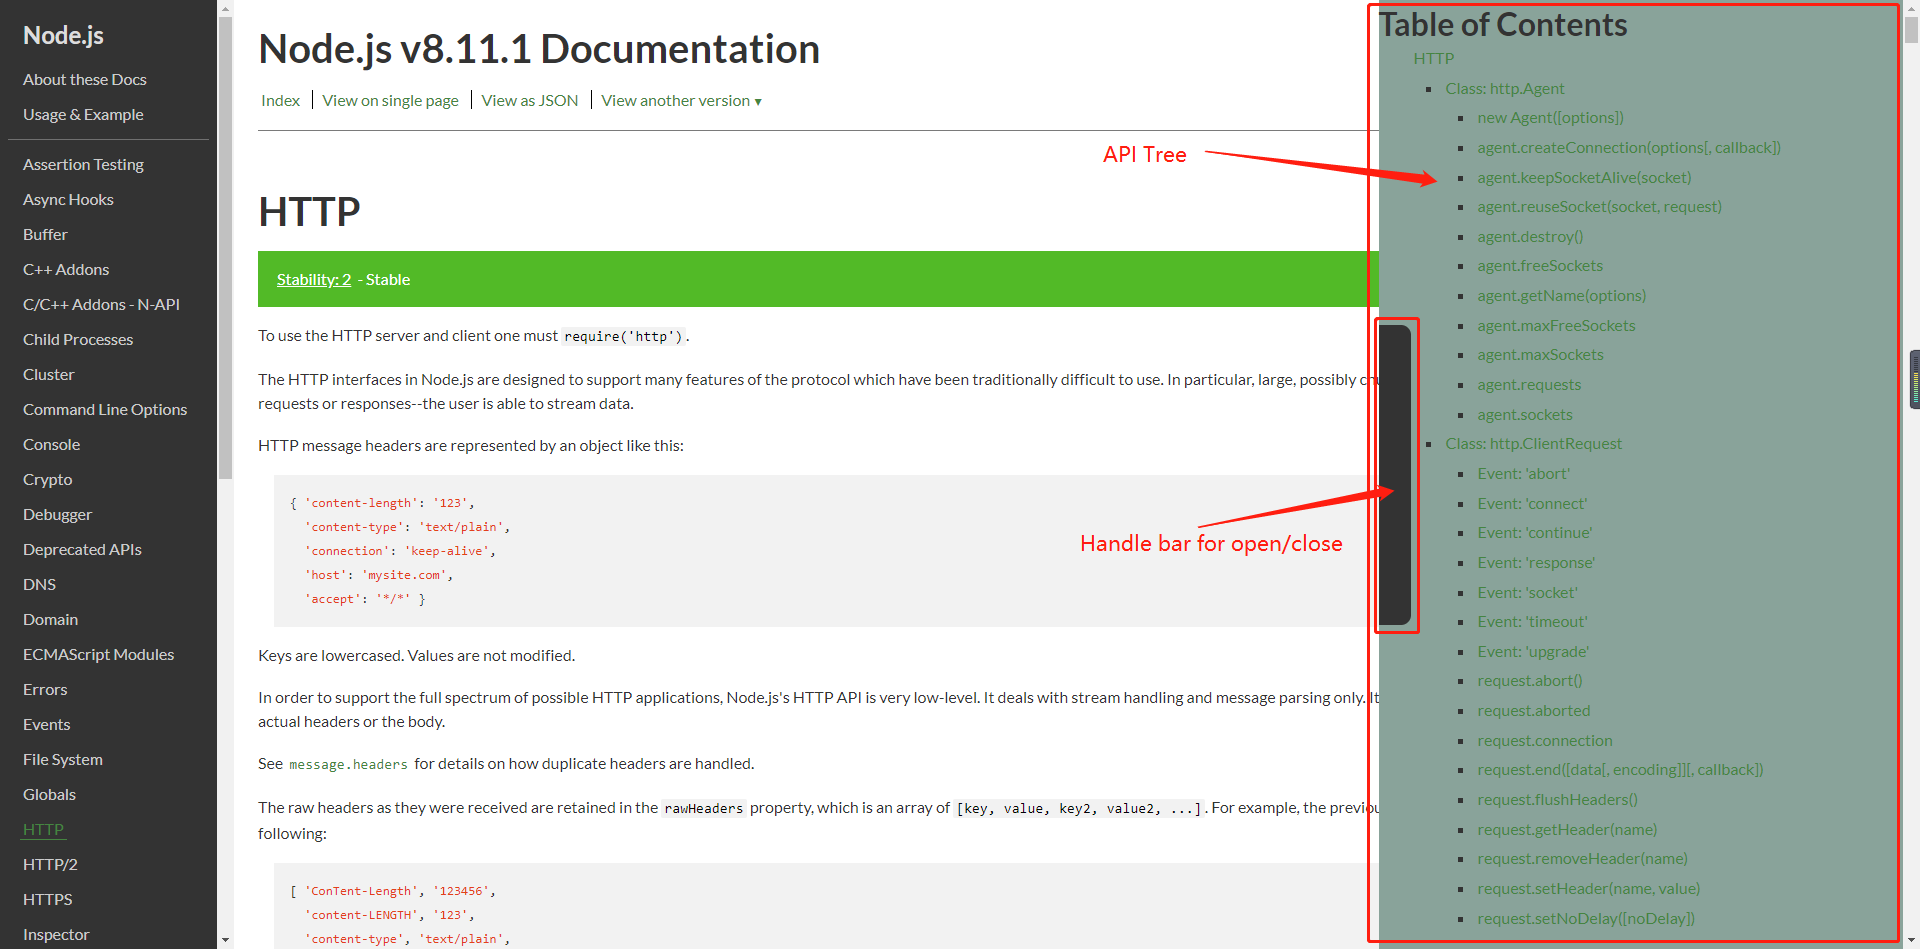 Node.js
About these Docs
Usage & Example
Assertion Testing
Async Hooks
Buffer
C++ Addons
C/C++ Addons - N-API
Child Processes
Cluster
Command Line Options
Console
Crypto
Debugger
Deprecated APIs
DNS
Domain
ECMAScript Modules
Errors
Events
File System
Globals
HTTP
HTTP/2
HTTPS
Inspector
Node.js v8.11.1 Documentation
Index
View on single page
View as JSON
View another version ▾
HTTP
Stability: 2 - Stable
To use the HTTP server and client one must require('http').
The HTTP interfaces in Node.js are designed to support many features of the protocol which have been traditionally difficult to use. In particular, large, possibly
requests or responses--the user is able to stream data.
HTTP message headers are represented by an object like this:
{ 'content-length': '123',
'content-type': 'text/plain',
'connection': 'keep-alive',
'host': 'mysite.com',
'accept': '*/*' }
Keys are lowercased. Values are not modified.
In order to support the full spectrum of possible HTTP applications, Node.js's HTTP API is very low-level. It deals with stream handling and message parsing only. It
actual headers or the body.
See message.headers for details on how duplicate headers are handled.
The raw headers as they were received are retained in the rawHeaders property, which is an array of [key, value, key2, value2, ...]. For example, the previou
following:
[ 'ConTent-Length', '123456',
'content-LENGTH', '123',
'content-type', 'text/plain',
API Tree
Handle bar for open/close
Table of Contents
HTTP
Class: http.Agent
new Agent([options])
agent.createConnection(options[, callback])
agent.keepSocketAlive(socket)
agent.reuseSocket(socket, request)
agent.destroy()
agent.freeSockets
agent.getName(options)
agent.maxFreeSockets
agent.maxSockets
agent.requests
agent.sockets
Class: http.ClientRequest
Event: 'abort'
Event: 'connect'
Event: 'continue'
Event: 'response'
Event: 'socket'
Event: 'timeout'
Event: 'upgrade'
request.abort()
request.aborted
request.connection
request.end([data[, encoding]][, callback])
request.flushHeaders()
request.getHeader(name)
request.removeHeader(name)
request.setHeader(name, value)
request.setNoDelay([noDelay])